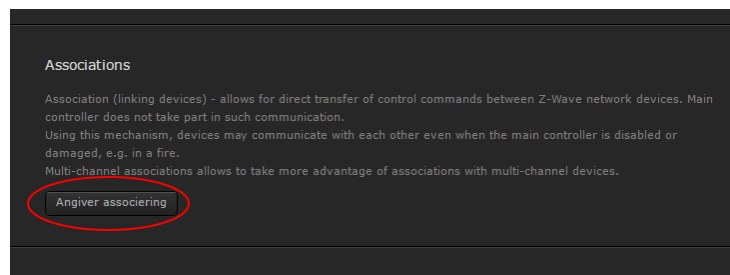 Associations
Association (linking devices) - allows for direct transfer of control commands between Z-Wave network devices. Main
controller does not take part in such communication.
Using this mechanism, devices may communicate with each other even when the main controller is disabled or
damaged, e.g. in a fire.
Multi-channel associations allows to take more advantage of associations with multi-channel devices.
Angiver associering